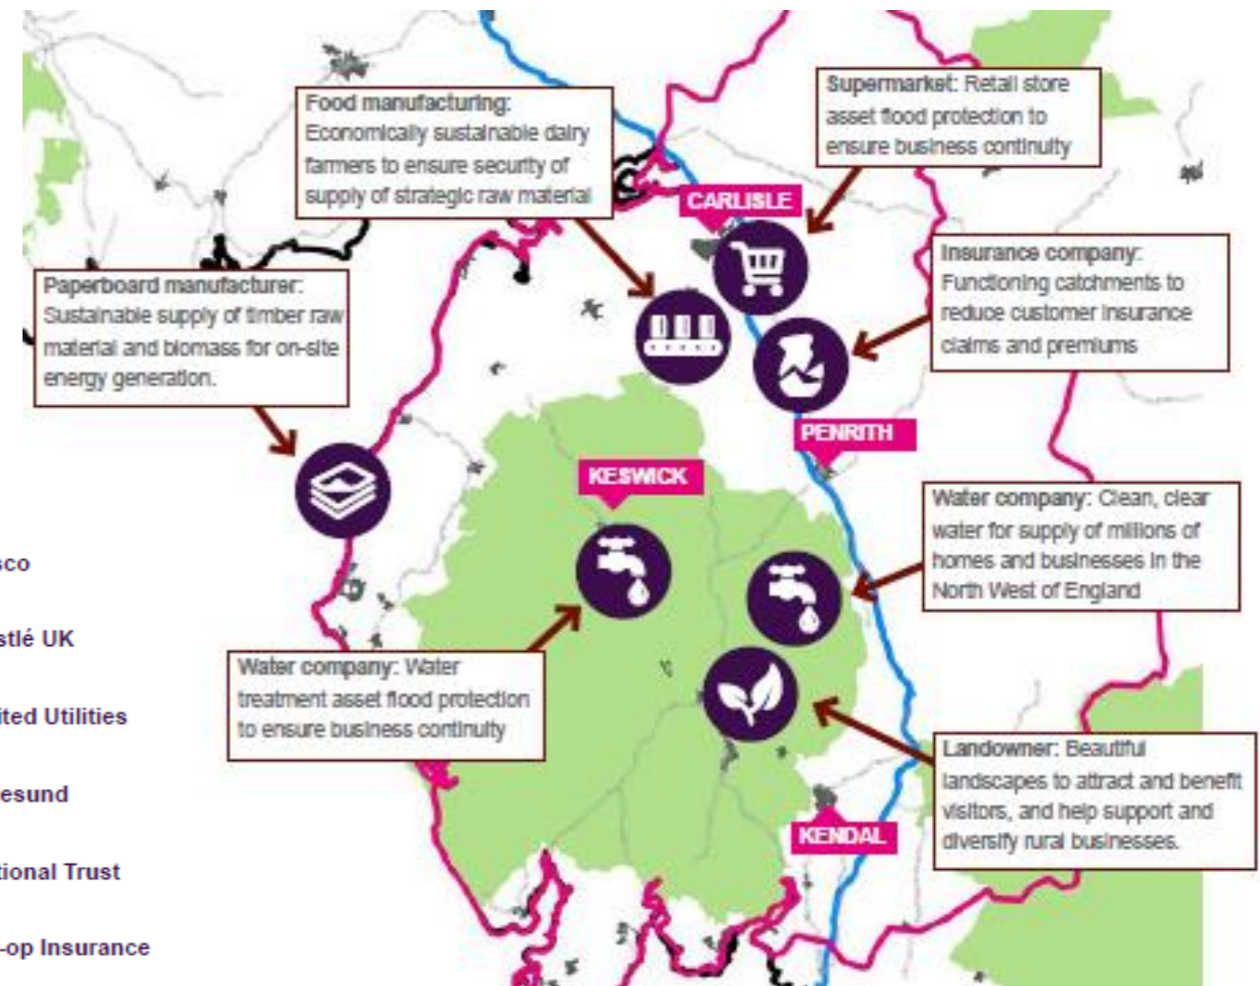 Supermarket: Retail store
asset flood protection to
ensure business continuity
Food manufacturing:
Economically sustainable dairy
farmers to ensure security of
supply of strategic raw material
CARLISLE
Insurance company:
Functioning catchments to
reduce customer insurance
claims and premiums
Paperboard manufacturer:
Sustainable supply of timber raw
material and biomass for on-site
energy generation.
PENRITH
KESWICK
Water company: Clean, clear
water for supply of millions of
homes and businesses in the
North West of England
sco
stlé UK
Water company: Water
treatment asset flood protection
to ensure business continuity
ited Utilities
Landowner: Beautiful
landscapes to attract and benefit
visitors, and help support and
diversify rural businesses.
esund
KENDAL
tional Trust
-op Insurance